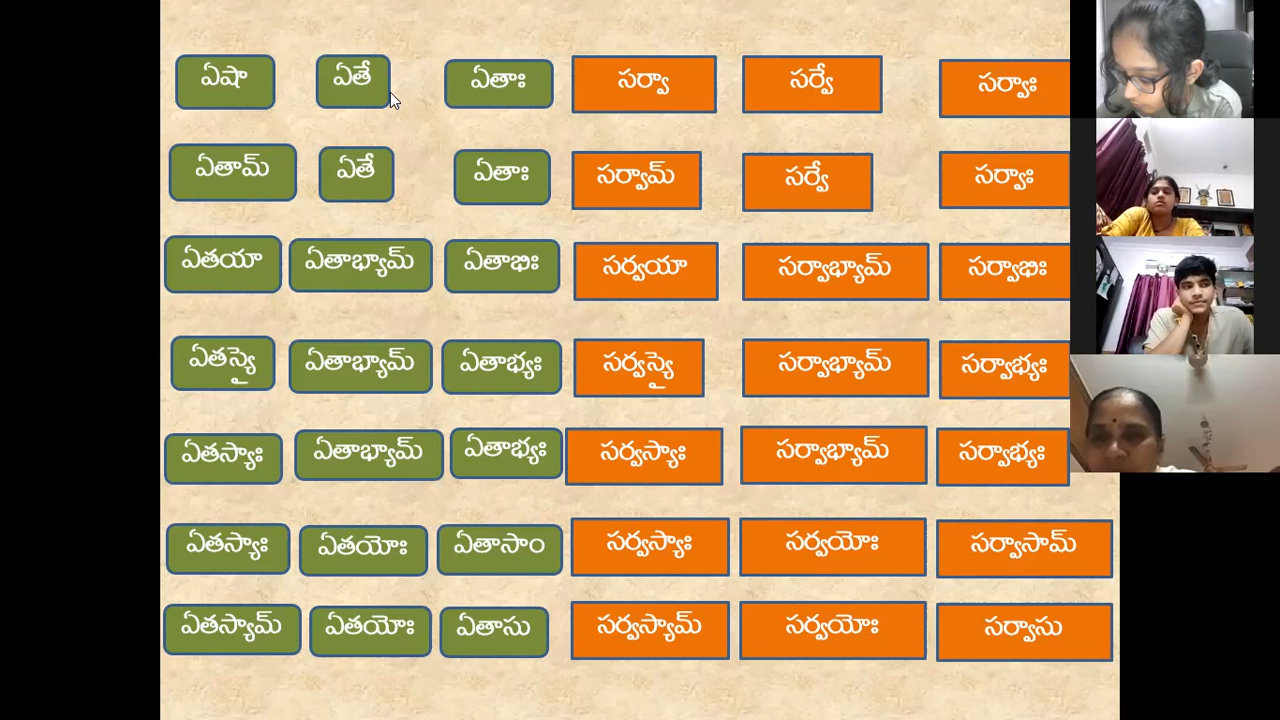 ఏషా ఏతే ఏతాః సర్వా సర్వే సర్వాః
ఏతామ్ ఏతే ఏతాః సర్వామ్ సర్వే సర్వాః
ఏతయా ఏతాభ్యామ్ ఏతాభిః సర్వయా సర్వాభ్యామ్ సర్వాభిః
ఏతస్యై ఏతాభ్యామ్ ఏతాభ్యః సర్వస్యై సర్వాభ్యామ్ సర్వాభ్యః
ఏతస్యాః ఏతాభ్యామ్ ఏతాభ్యః సర్వస్యాః సర్వాభ్యామ్ సర్వాభ్యః
ఏతస్యాః ఏతయోః ఏతాసాం సర్వస్యాః సర్వయోః సర్వాసామ్
ఏతస్యామ్ ఏతయోః ఏతాసు సర్వస్యామ్ సర్వయోః సర్వాసు